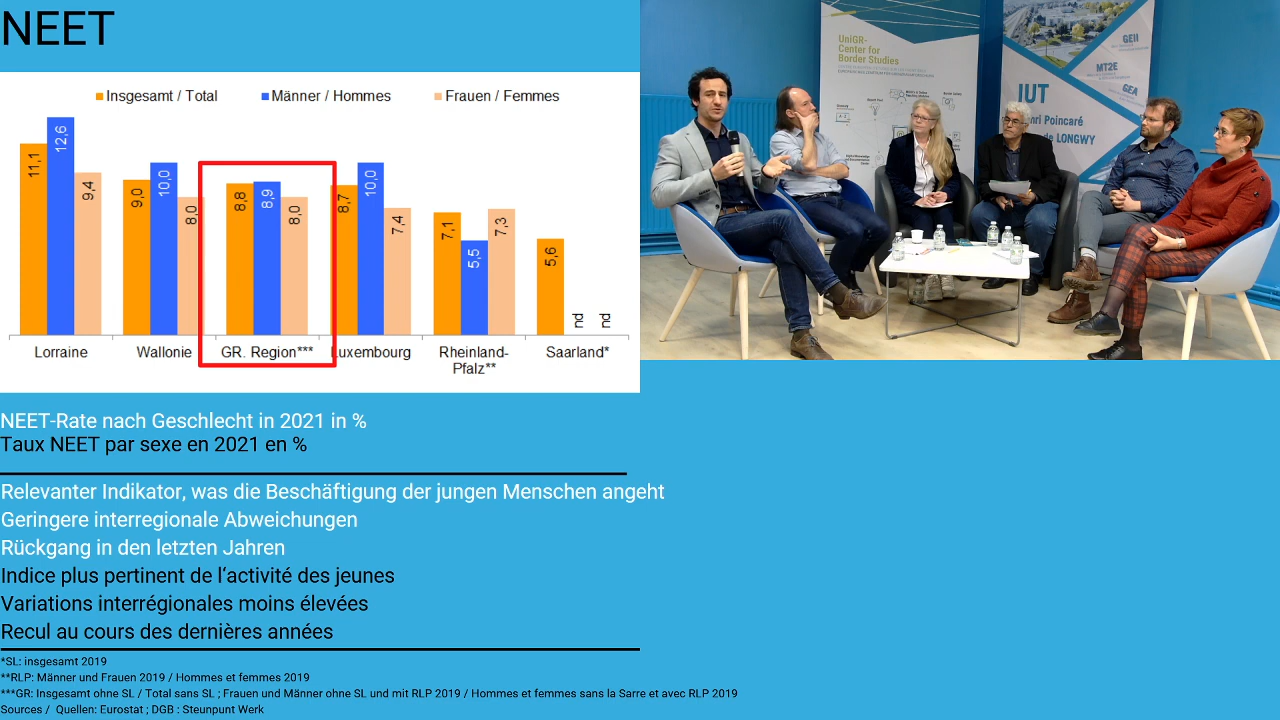 NEET
Insgesamt / Total
Männer / Hommes
Frauen / Femmes
11,1
12,6
9,4
9,0
10,0
8,0
8,8
8,9
8,0
8,7
10,0
7,4
7,1
5,5
7,3
5,6
nd
nd
Lorraine
Wallonie
GR. Region***
Luxembourg
Rheinland-
Pfalz**
Saarland*
NEET-Rate nach Geschlecht in 2021 in %
Taux NEET par sexe en 2021 en %
Relevanter Indikator, was die Beschäftigung der jungen Menschen angeht
Geringere interregionale Abweichungen
Rückgang in den letzten Jahren
Indice plus pertinent de l‘activité des jeunes
Variations interrégionales moins élevées
Recul au cours des dernières années
*SL: insgesamt 2019
**RLP: Männer und Frauen 2019 / Hommes et femmes 2019
***GR: Insgesamt ohne SL / Total sans SL ; Frauen und Männer ohne SL und mit RLP 2019 / Hommes et femmes sans la Sarre et avec RLP 2019
Sources / Quellen: Eurostat ; DGB : Steunpunt Werk
UniGR-
Center for
Border Studies
GEII
MT2E
GEA
IUT
nri Poincaré
de LONGWY